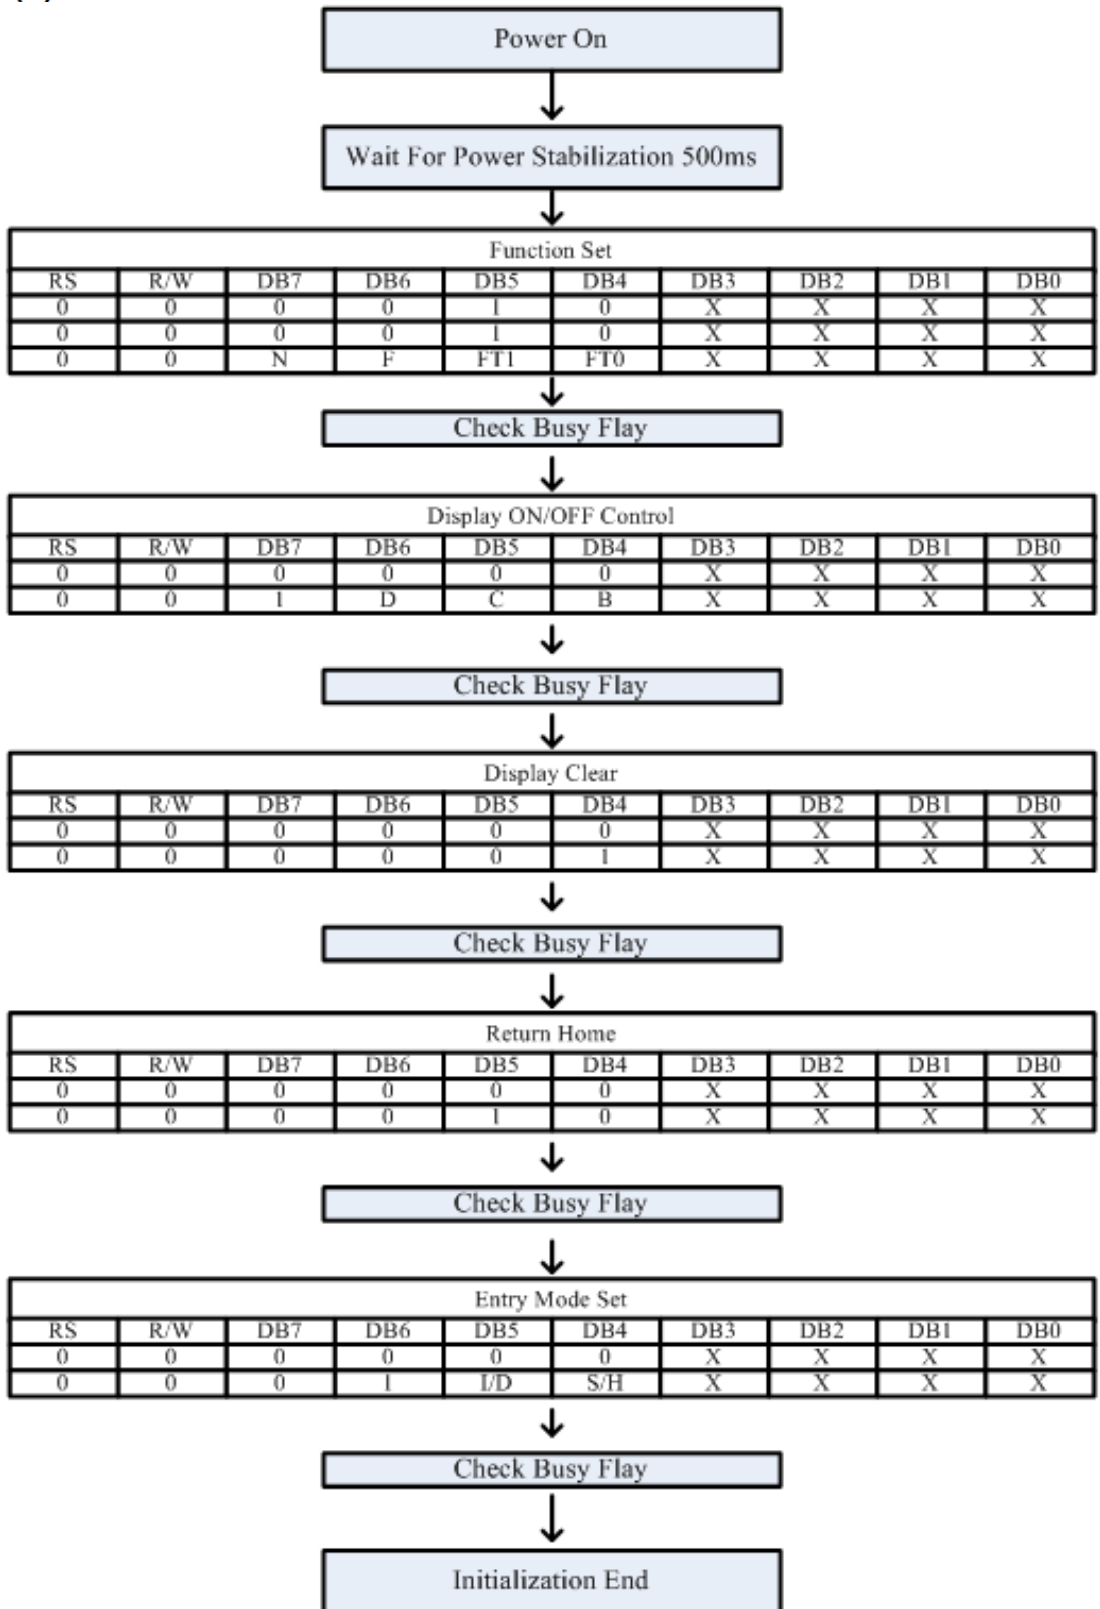 Power On
Wait For Power Stabilization 500ms
Function Set
RS R/W DB7 DB6 DB5 DB4 DB3 DB2 DB1 DB0
0 0 0 0 1 0 X X X X
0 0 0 0 1 0 X X X X
0 0 N F FT1 FT0 X X X X
Check Busy Flay
Display ON/OFF Control
RS R/W DB7 DB6 DB5 DB4 DB3 DB2 DB1 DB0
0 0 0 0 0 0 X X X X
0 0 1 D C B X X X X
Check Busy Flay
Display Clear
RS R/W DB7 DB6 DB5 DB4 DB3 DB2 DB1 DB0
0 0 0 0 0 0 X X X X
0 0 0 0 0 1 X X X X
Check Busy Flay
Return Home
RS R/W DB7 DB6 DB5 DB4 DB3 DB2 DB1 DB0
0 0 0 0 0 0 X X X X
0 0 0 0 1 0 X X X X
Check Busy Flay
Entry Mode Set
RS R/W DB7 DB6 DB5 DB4 DB3 DB2 DB1 DB0
0 0 0 0 0 0 X X X X
0 0 0 1 I/D S/H X X X X
Check Busy Flay
Initialization End